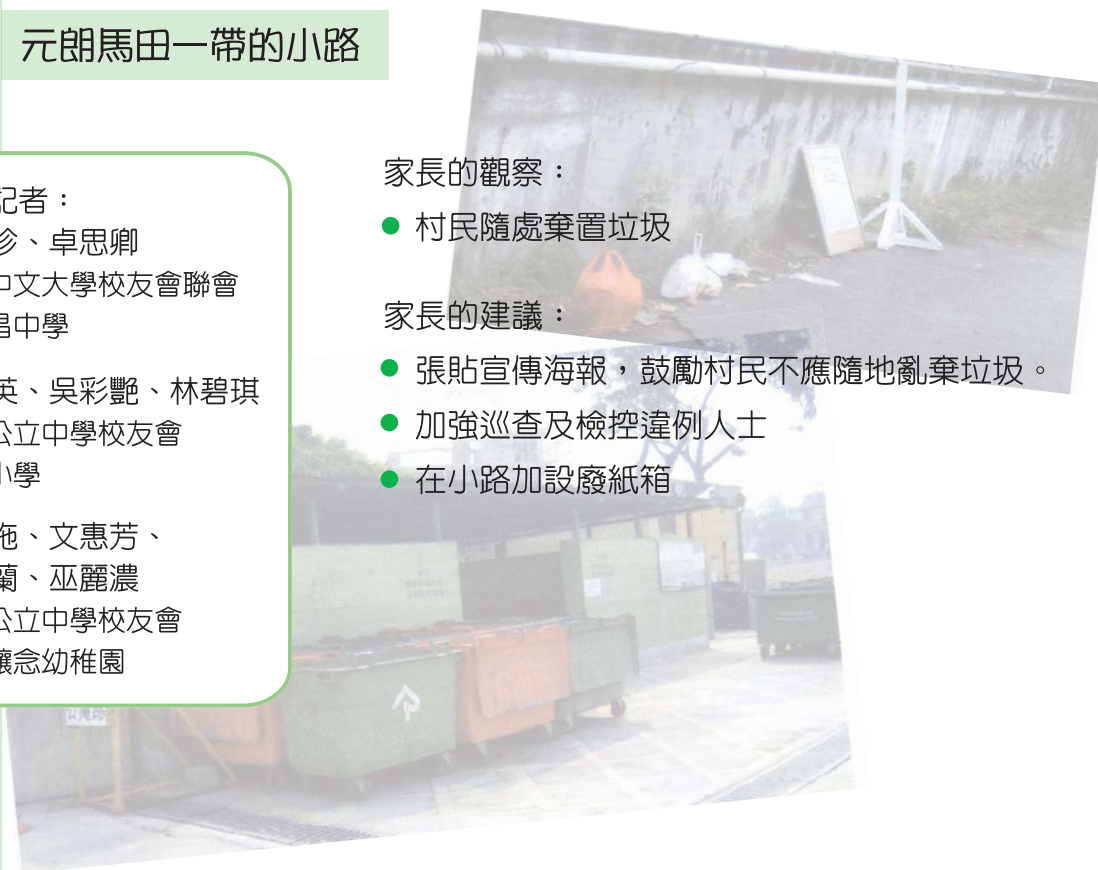 元朗馬田一帶的小路
記者：
珍、卓思卿
中文大學校友會聯會
昌中學
英、吳彩艷、林碧琪
公立中學校友會
小學
施、文惠芳、
蘭、巫麗濃
公立中學校友會
穰念幼稚園
家長的觀察：
● 村民隨處棄置垃圾
家長的建議：
● 張貼宣傳海報，鼓勵村民不應隨地亂棄垃圾。
● 加強巡查及檢控違例人士
● 在小路加設廢紙箱